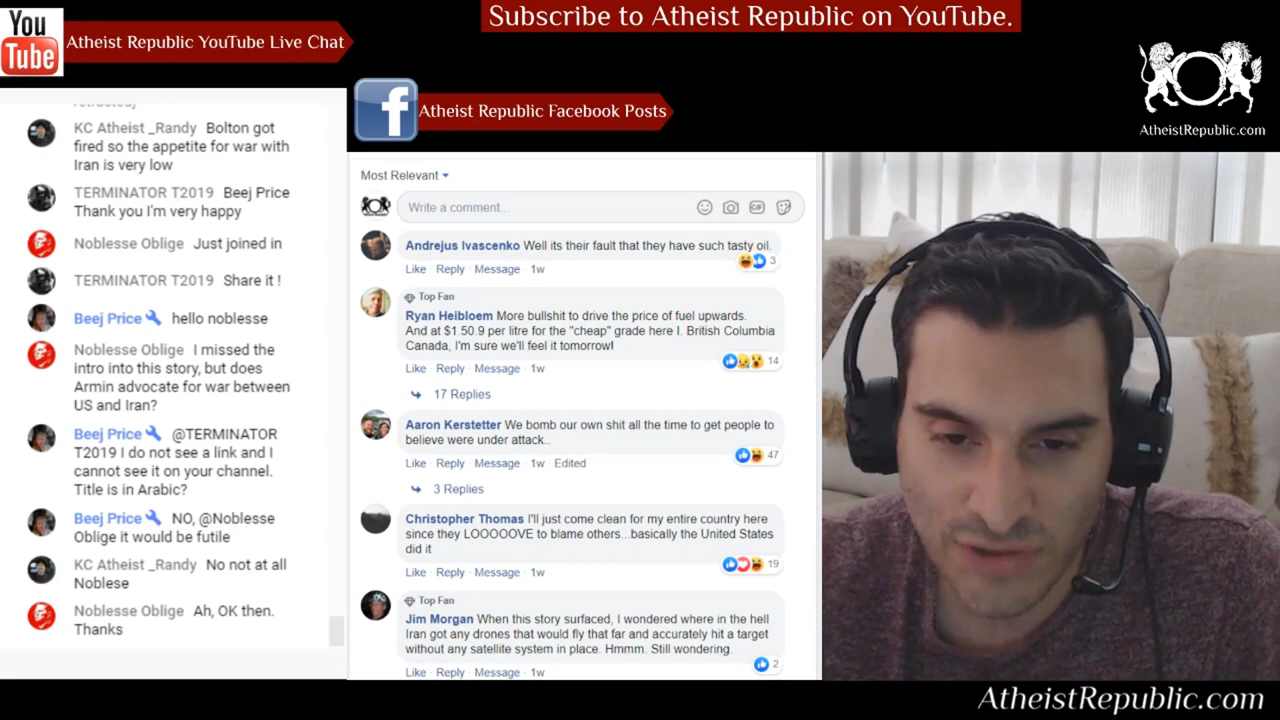 Subscribe to Atheist Republic on YouTube.
You
Tube
Atheist Republic YouTube Live Chat
Atheist Republic Facebook Posts
AtheistRepublic.com
KC Atheist _Randy Bolton got
fired so the appetite for war with
Iran is very low
TERMINATOR T2019 Beej Price
Thank you I'm very happy
Noblesse Oblige Just joined in
TERMINATOR T2019 Share it !
Beej Price hello noblesse
Noblesse Oblige I missed the
intro into this story, but does
Armin advocate for war between
US and Iran?
Beej Price @TERMINATOR
T2019 I do not see a link and I
cannot see it on your channel.
Title is in Arabic?
Beej Price NO, @Noblesse
Oblige it would be futile
KC Atheist _Randy No not at all
Noblese
Noblesse Oblige Ah, OK then.
Thanks
Most Relevant
Write a comment...
GIF
Andrejus Ivascenko Well its their fault that they have such tasty oil.
3
Like · Reply · Message · 1w
Top Fan
Ryan Heibloem More bullshit to drive the price of fuel upwards.
And at $1.50.9 per litre for the "cheap" grade here I. British Columbia
Canada, I'm sure we'll feel it tomorrow!
14
Like · Reply · Message · 1w
17 Replies
Aaron Kerstetter We bomb our own shit all the time to get people to
believe were under attack..
47
Like · Reply · Message · 1w · Edited
3 Replies
Christopher Thomas I'll just come clean for my entire country here
since they LOOOOOVE to blame others...basically the United States
did it
19
Like · Reply · Message · 1w
Top Fan
Jim Morgan When this story surfaced, I wondered where in the hell
Iran got any drones that would fly that far and accurately hit a target
without any satellite system in place. Hmmm. Still wondering.
2
Like · Reply · Message · 1w
AtheistRepublic.com